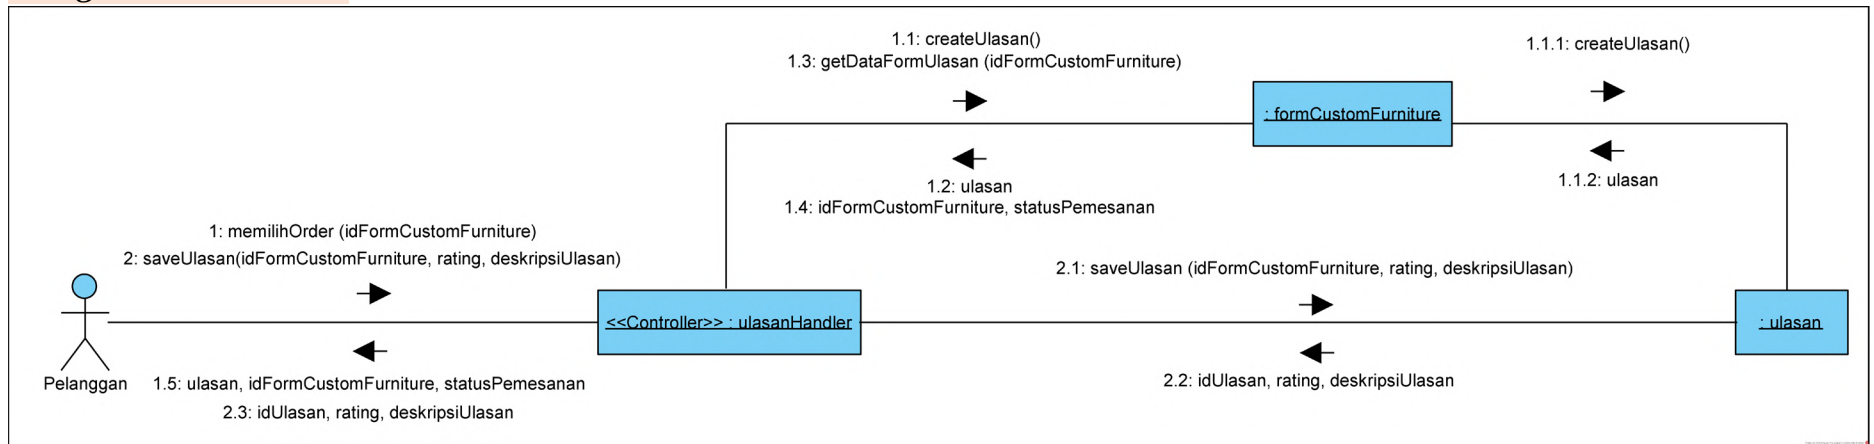 1.1: createUlasan()
1.3: getDataFormUlasan (idFormCustomFurniture)
1.1.1: createUlasan()
: formCustomFurniture
1.2: ulasan
1.4: idFormCustomFurniture, statusPemesanan
1.1.2: ulasan
1: memilihOrder (idFormCustomFurniture)
2: saveUlasan(idFormCustomFurniture, rating, deskripsiUlasan)
2.1: saveUlasan (idFormCustomFurniture, rating, deskripsiUlasan)
<<Controller>> : ulasanHandler
: ulasan
Pelanggan
1.5: ulasan, idFormCustomFurniture, statusPemesanan
2.3: idUlasan, rating, deskripsiUlasan
2.2: idUlasan, rating, deskripsiUlasan